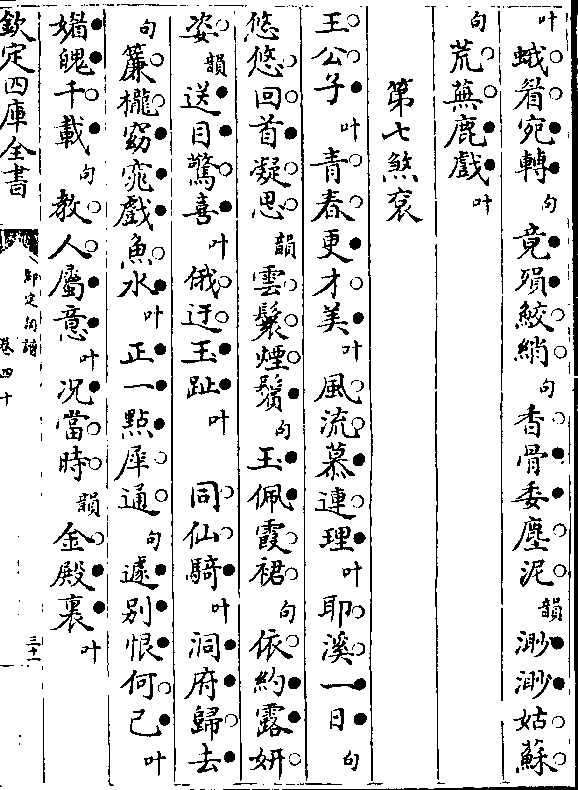 叶 蛾眉宛轉 句 竟殞鮫綃 句 香骨委塵泥 韻 渺渺姑蘇
句 荒蕪鹿戲 叶
第七煞衮
王公子 叶 青春更才美 叶 風流慕連理 叶 耶溪一日 句
悠悠回首凝思 韻 雲鬟煙鬢 句 玉佩霞裙 句 依約露妍
姿 韻 送目驚喜 叶 俄迂玉趾 叶 同仙騎 叶 洞府歸去
句 簾櫳窈窕戲魚水 叶 正一點犀通 句 遽别恨何已 叶
媚魄千載 句 教人屬意 叶 况當時 韻 金殿裏 叶
欽定四庫全書 御定詞譜 卷四十 三十一